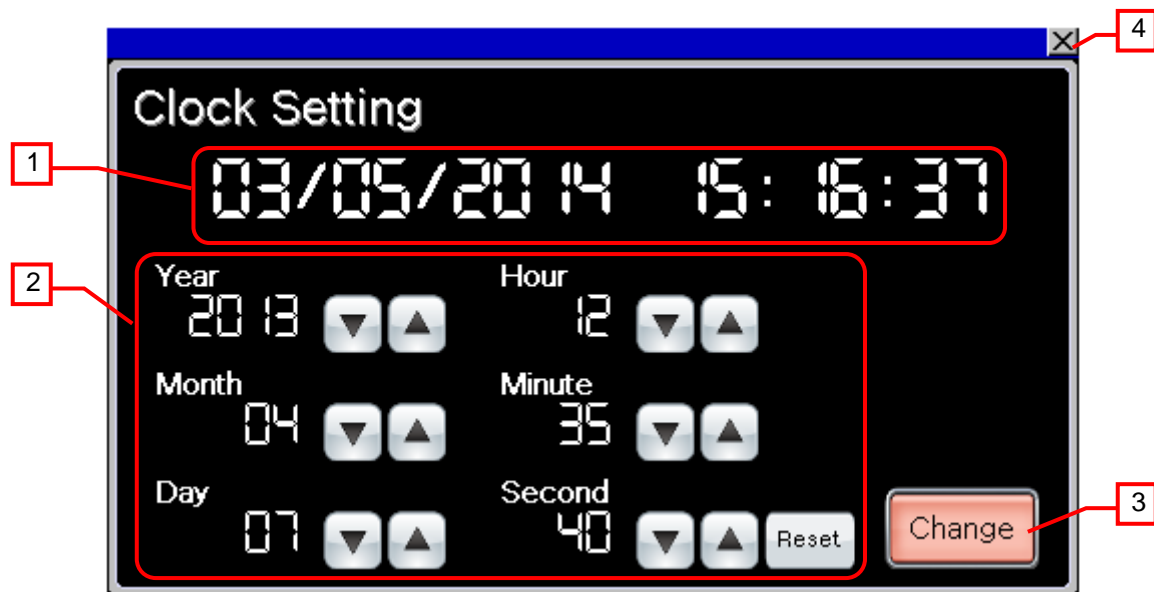 4
X
Clock Setting
1
03/05/2014 15:16:37
2
Year
2013
▼
▲
Hour
12
▼
▲
Month
04
▼
▲
Minute
35
▼
▲
Day
07
▼
▲
Second
40
▼
▲
Reset
Change
3